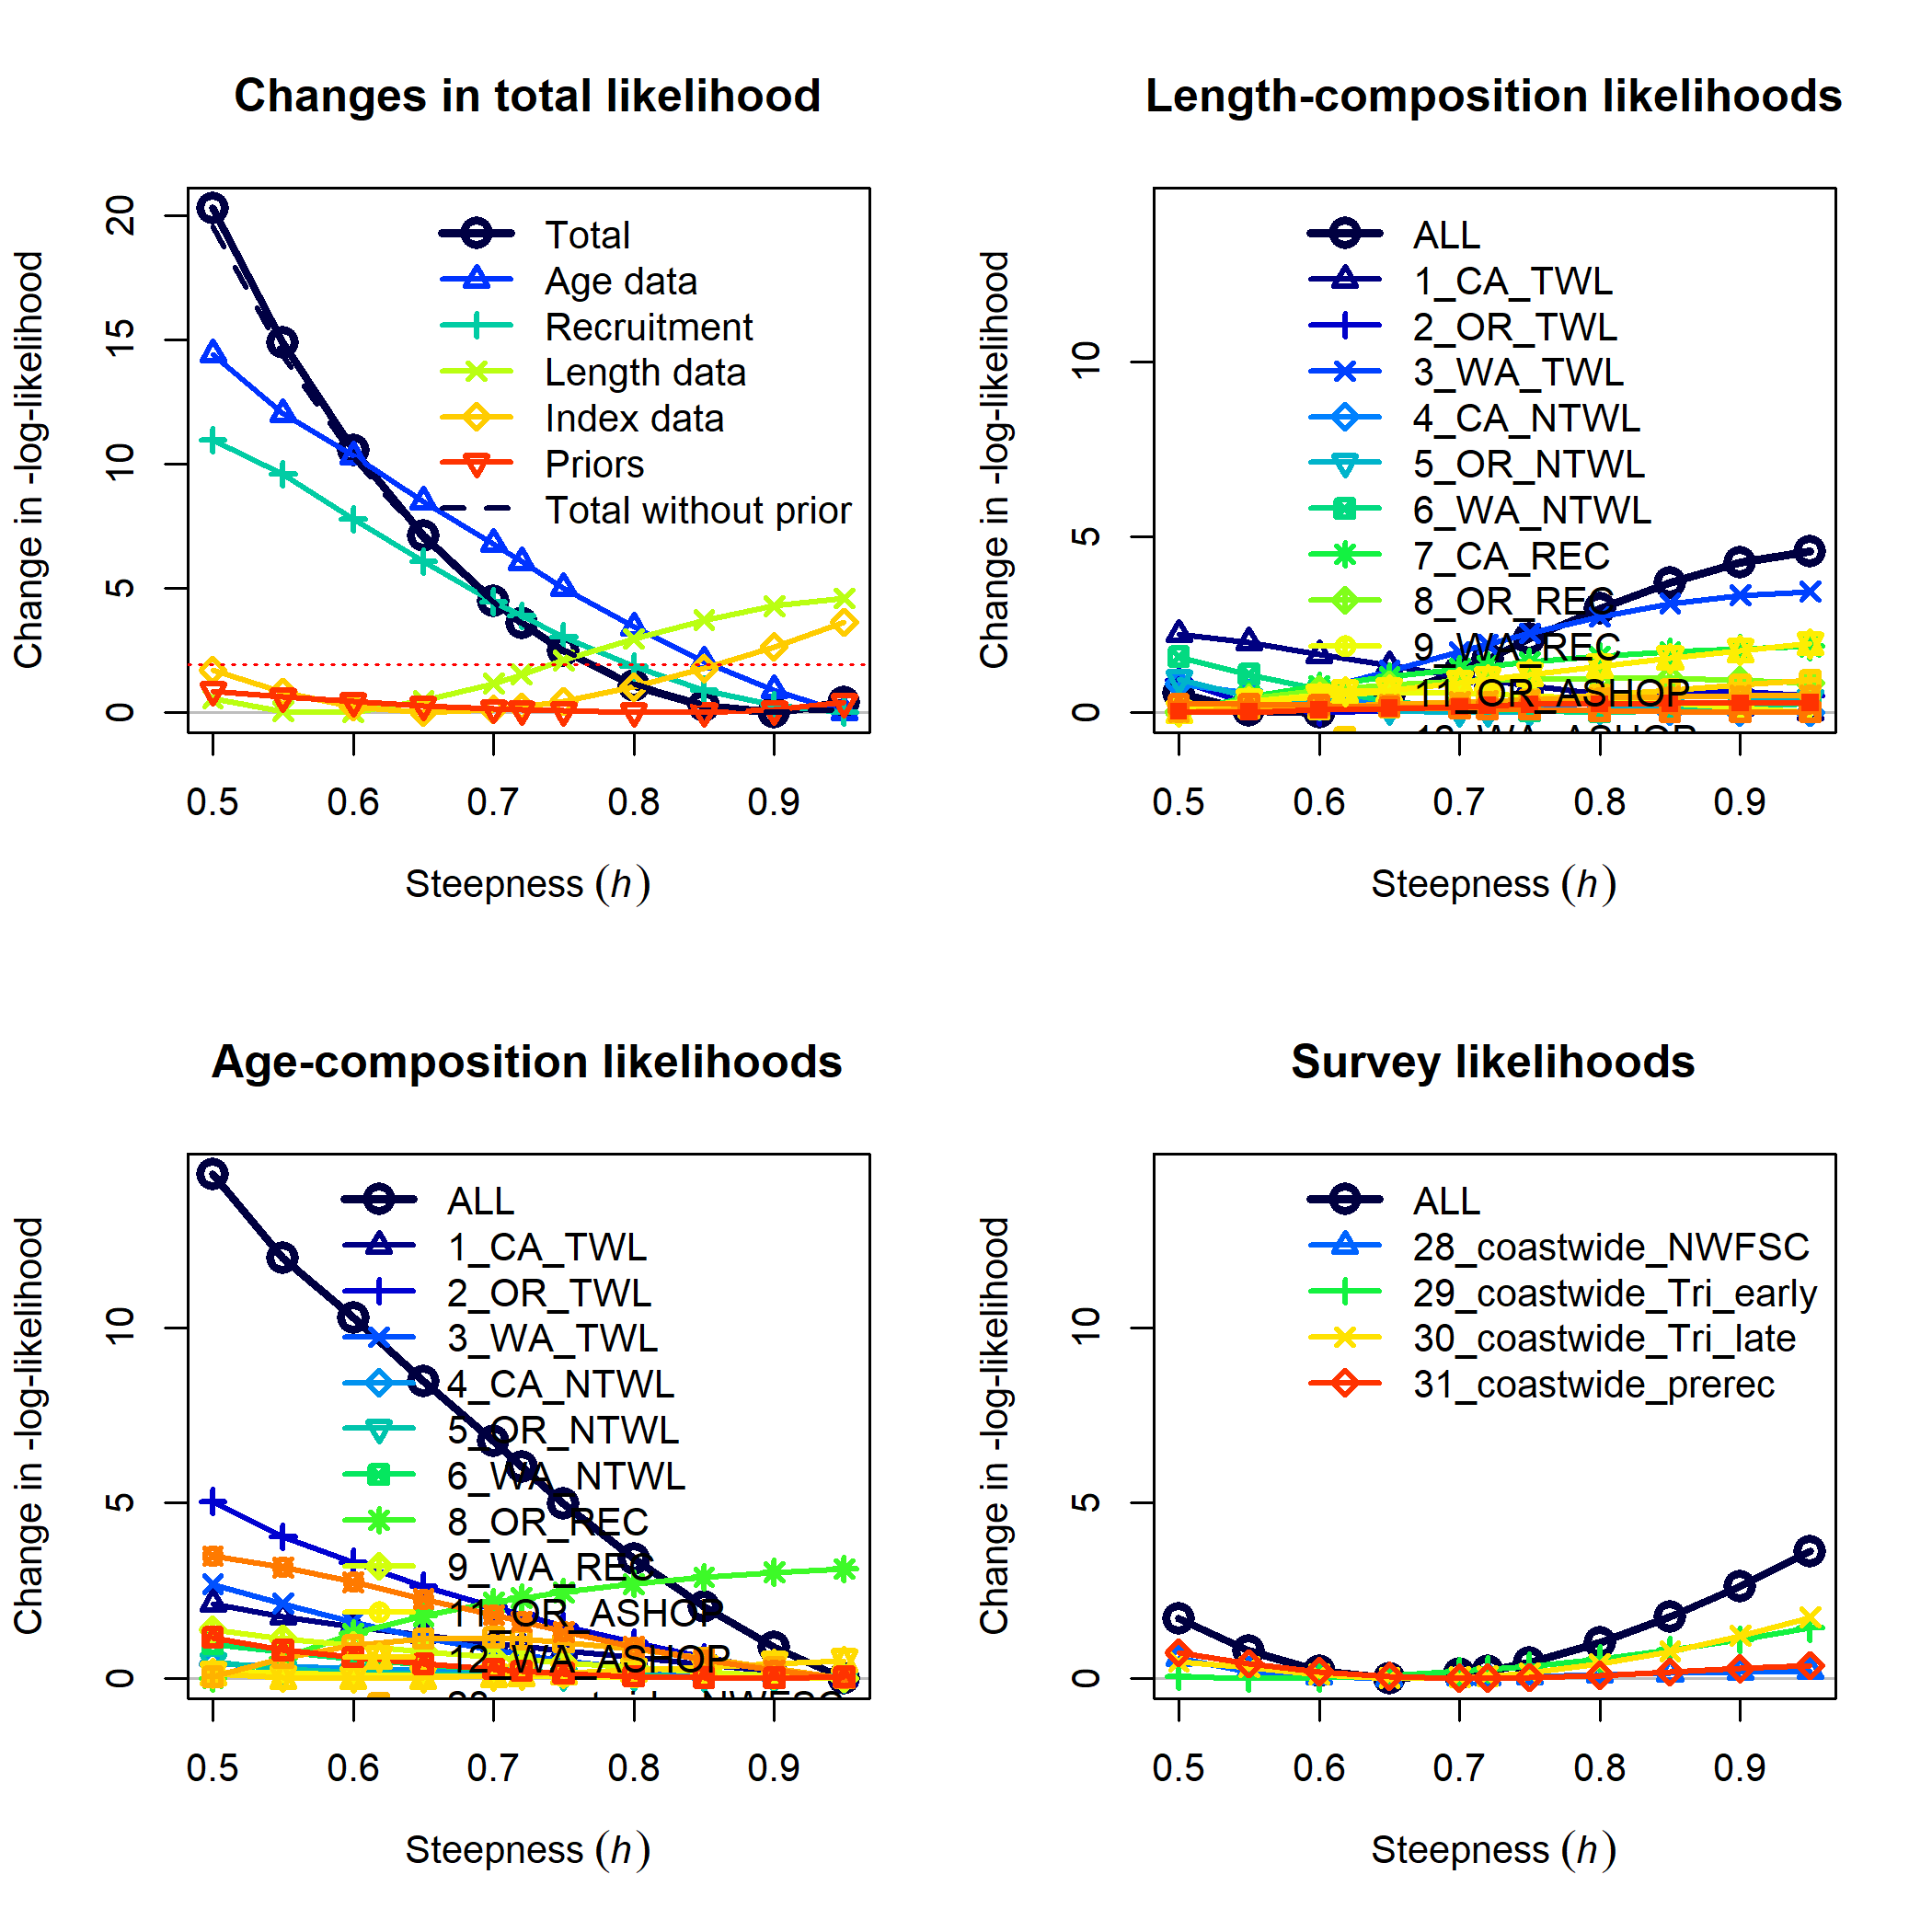 Changes in total likelihood
Change in -log-likelihood
20
15
10
5
0
Total
Age data
Recruitment
Length data
Index data
Priors
Total without prior
0.5 0.6 0.7 0.8 0.9
Steepness (h)
Length-composition likelihoods
Change in -log-likelihood
10
5
0
ALL
1_CA_TWL
2_OR_TWL
3_WA_TWL
4_CA_NTWL
5_OR_NTWL
6_WA_NTWL
7_CA_REC
8_OR_REC
9_WA_REC
11_OR_ASHOP
12_WA_ASHOP
0.5 0.6 0.7 0.8 0.9
Steepness (h)
Age-composition likelihoods
Change in -log-likelihood
10
5
0
ALL
1_CA_TWL
2_OR_TWL
3_WA_TWL
4_CA_NTWL
5_OR_NTWL
6_WA_NTWL
8_OR_REC
9_WA_REC
11_OR_ASHOP
12_WA_ASHOP
0.5 0.6 0.7 0.8 0.9
Steepness (h)
Survey likelihoods
Change in -log-likelihood
10
5
0
ALL
28_coastwide_NWFSC
29_coastwide_Tri_early
30_coastwide_Tri_late
31_coastwide_prerec
0.5 0.6 0.7 0.8 0.9
Steepness (h)